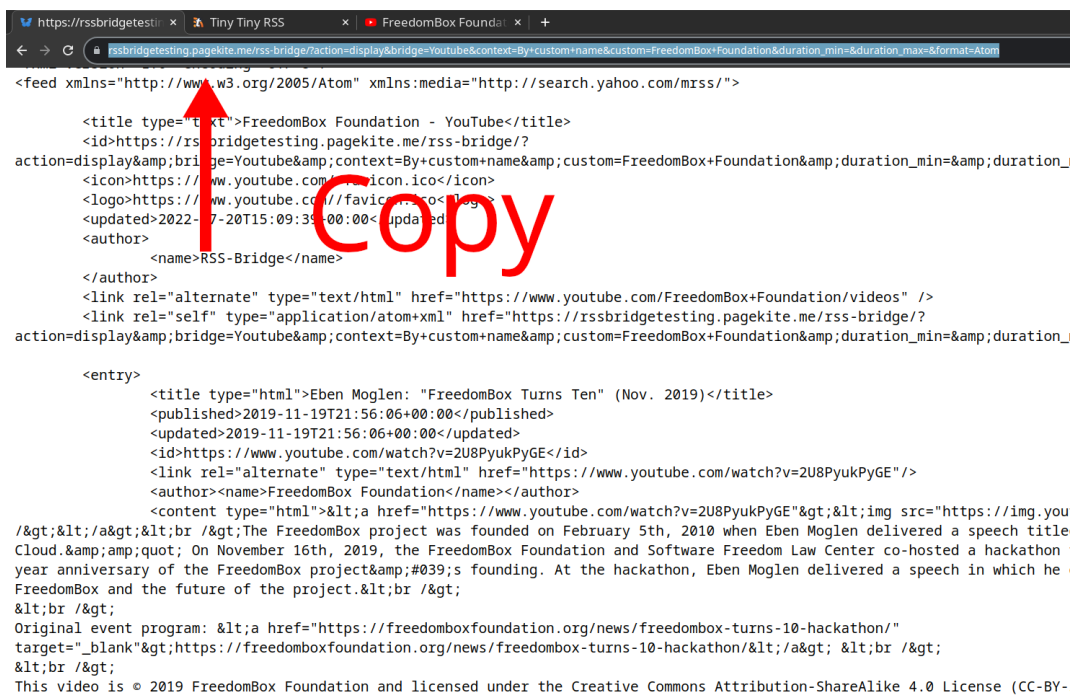 https://rssbridgetestin × Tiny Tiny RSS × FreedomBox Foundat × +
rssbridgetesting.pagekite.me/rss-bridge/?action=display&bridge=Youtube&context=By+custom+name&custom=FreedomBox+Foundation&duration_min=&duration_max=&format=Atom
<feed xmlns="http://www.w3.org/2005/Atom" xmlns:media="http://search.yahoo.com/mrss/">
<title type="text">FreedomBox Foundation - YouTube</title>
<id>https://rssbridgetesting.pagekite.me/rss-bridge/?
action=display&amp;bridge=Youtube&amp;context=By+custom+name&amp;custom=FreedomBox+Foundation&amp;duration_min=&amp;duration_
<icon>https://www.youtube.com//favicon.ico</icon>
<logo>https://www.youtube.com//favicon.ico</logo>
<updated>2022-07-20T15:09:39+00:00</updated>
Copy
<author>
<name>RSS-Bridge</name>
</author>
<link rel="alternate" type="text/html" href="https://www.youtube.com/FreedomBox+Foundation/videos" />
<link rel="self" type="application/atom+xml" href="https://rssbridgetesting.pagekite.me/rss-bridge/?
action=display&amp;bridge=Youtube&amp;context=By+custom+name&amp;custom=FreedomBox+Foundation&amp;duration_min=&amp;duration_
<entry>
<title type="html">Eben Moglen: "FreedomBox Turns Ten" (Nov. 2019)</title>
<published>2019-11-19T21:56:06+00:00</published>
<updated>2019-11-19T21:56:06+00:00</updated>
<id>https://www.youtube.com/watch?v=2U8PyukPyGE</id>
<link rel="alternate" type="text/html" href="https://www.youtube.com/watch?v=2U8PyukPyGE"/>
<author><name>FreedomBox Foundation</name></author>
<content type="html">&lt;a href="https://www.youtube.com/watch?v=2U8PyukPyGE"&gt;&lt;img src="https://img.you
/&gt;&lt;/a&gt;&lt;br /&gt;The FreedomBox project was founded on February 5th, 2010 when Eben Moglen delivered a speech title
Cloud.&amp;amp;quot; On November 16th, 2019, the FreedomBox Foundation and Software Freedom Law Center co-hosted a hackathon
year anniversary of the FreedomBox project&amp;#039;s founding. At the hackathon, Eben Moglen delivered a speech in which he
FreedomBox and the future of the project.&lt;br /&gt;
&lt;br /&gt;
Original event program: &lt;a href="https://freedomboxfoundation.org/news/freedombox-turns-10-hackathon/"
target="_blank"&gt;https://freedomboxfoundation.org/news/freedombox-turns-10-hackathon/&lt;/a&gt; &lt;br /&gt;
&lt;br /&gt;
This video is © 2019 FreedomBox Foundation and licensed under the Creative Commons Attribution-ShareAlike 4.0 License (CC-BY-